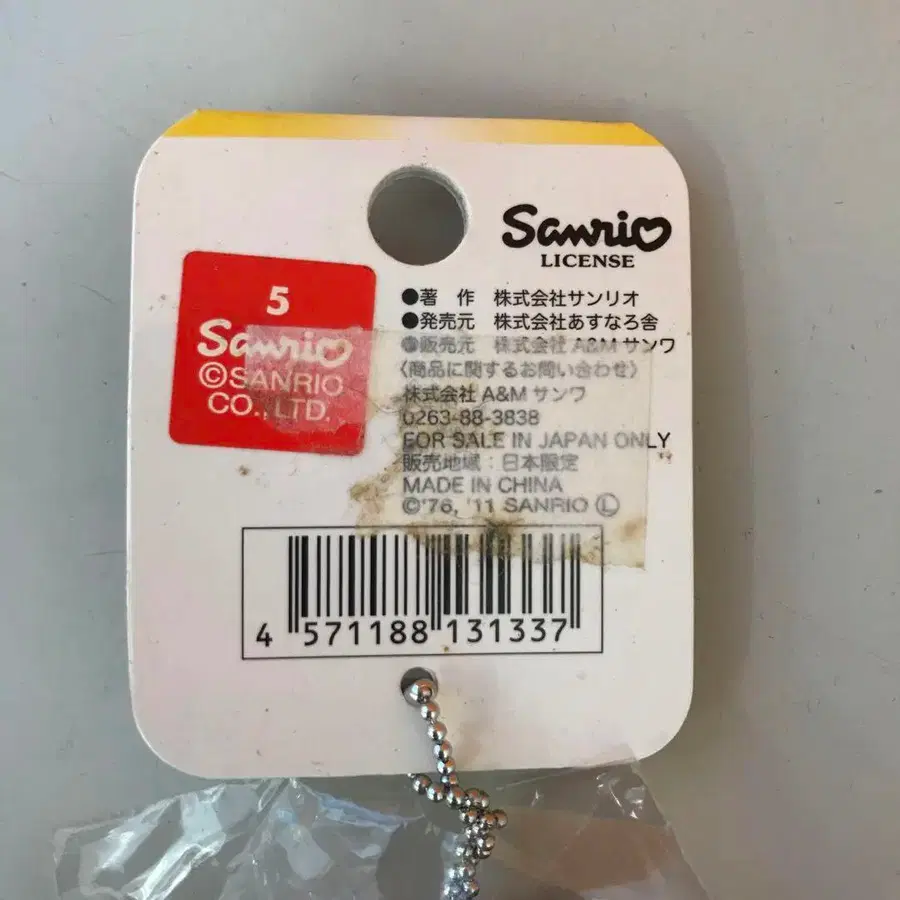 Sanrio
LICENSE
5
Sanrio
©SANRIO
CO.,LTD.
●著 作 株式会社サンリオ
●発売元 株式会社あすなろ舎
●販売元 株式会社 A&M サンワ
〈商品に関するお問い合わせ〉
株式会社 A&M サンワ
0263-88-3838
FOR SALE IN JAPAN ONLY
販売地域：日本限定
MADE IN CHINA
©'76, '11 SANRIO Ⓛ
4 571188 131337